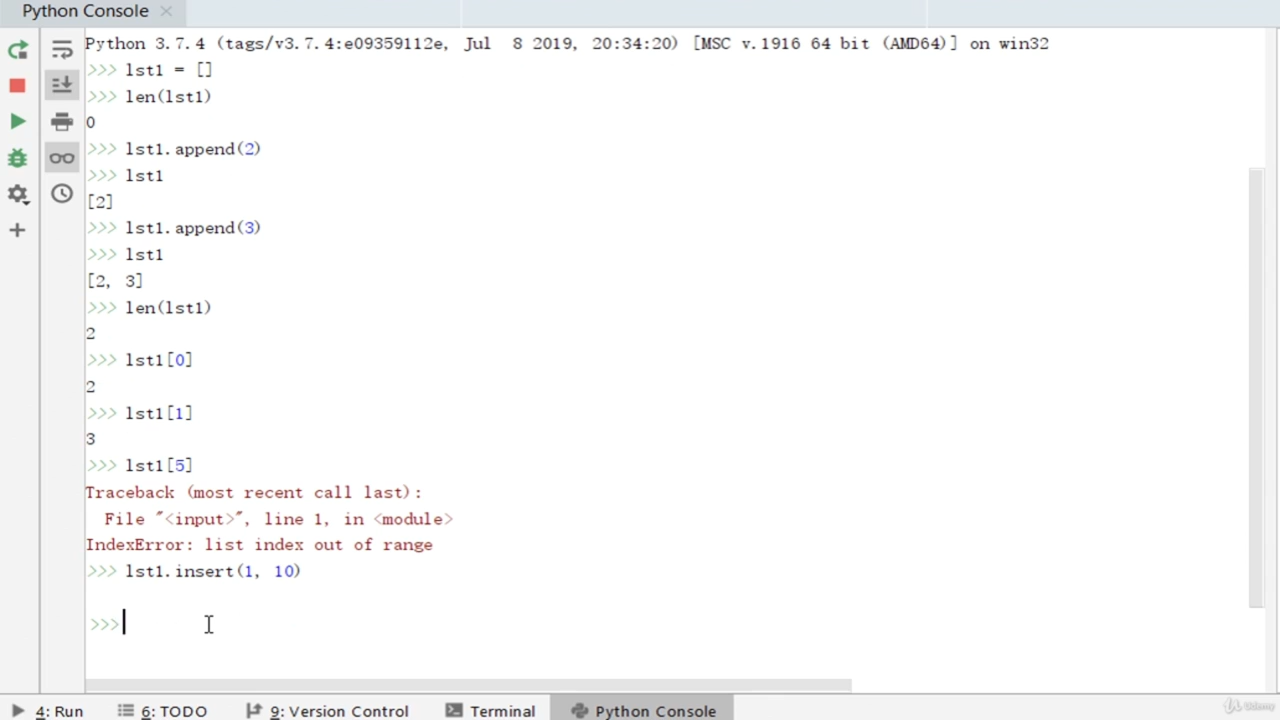 Python Console
Python 3.7.4 (tags/v3.7.4:e09359112e, Jul  8 2019, 20:34:20) [MSC v.1916 64 bit (AMD64)] on win32
>>> lst1 = []
>>> len(lst1)
0
>>> lst1.append(2)
>>> lst1
[2]
>>> lst1.append(3)
>>> lst1
[2, 3]
>>> len(lst1)
2
>>> lst1[0]
2
>>> lst1[1]
3
>>> lst1[5]
Traceback (most recent call last):
  File "<input>", line 1, in <module>
IndexError: list index out of range
>>> lst1.insert(1, 10)
>>>
4: Run 6: TODO 9: Version Control Terminal Python Console
Udemy